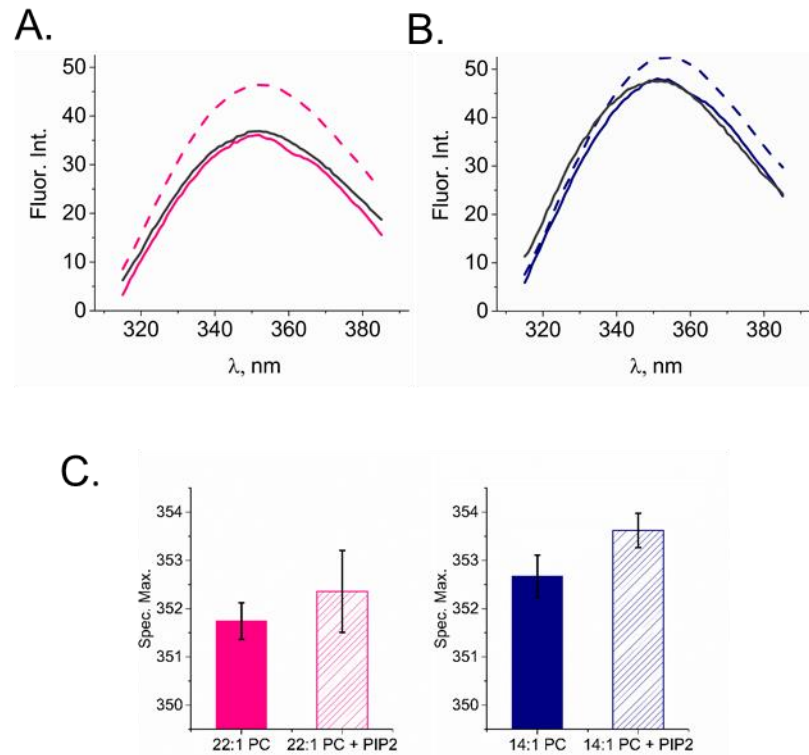 A.
50
40
30
20
10
0
Fluor. Int.
320 340 360 380
λ, nm
B.
50
40
30
20
10
0
Fluor. Int.
320 340 360 380
λ, nm
C.
354
353
352
351
350
Spec. Max.
22:1 PC 22:1 PC + PIP2
354
353
352
351
350
Spec. Max.
14:1 PC 14:1 PC + PIP2